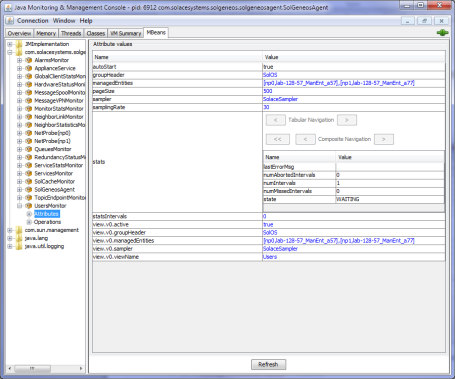 Java Monitoring & Management Console - pid: 6912 com.solacesystems.solgeneos.solgeneosagent.SolGeneosAgent
Connection Window Help
Overview Memory Threads Classes VM Summary MBeans
JMImplementation
com.solacesystems.solge
AlarmsMonitor
ApplianceService
GlobalClientStatsMon
HardwareStatusMon
MessageSpoolMonito
MessageVPNMonitor
MonitorStatsMonitor
NeighborLinkMonitor
NeighborStatisticsMo
NetProbe(np0)
NetProbe(np1)
QueuesMonitor
RedundancyStatusM
ServiceStatsMonitor
ServicesMonitor
SolCacheMonitor
SolGeneosAgent
TopicEndpointMonito
UsersMonitor
Attributes
Operations
com.sun.management
java.lang
java.util.logging
Attribute values
Name Value
autoStart true
groupHeader SolOS
managedEntities [np0,lab-128-57_ManEnt_a57],[np1,lab-128-57_ManEnt_a77]
pageSize 500
sampler SolaceSampler
samplingRate 30
stats
< Tabular Navigation >
<< < Composite Navigation >
Name Value
lastErrorMsg
numAbortedIntervals 0
numIntervals 1
numMissedIntervals 0
state WAITING
statsIntervals 0
view.v0.active true
view.v0.groupHeader SolOS
view.v0.managedEntities [np0,lab-128-57_ManEnt_a57],[np1,lab-128-57_ManEnt_a77]
view.v0.sampler SolaceSampler
view.v0.viewName Users
Refresh